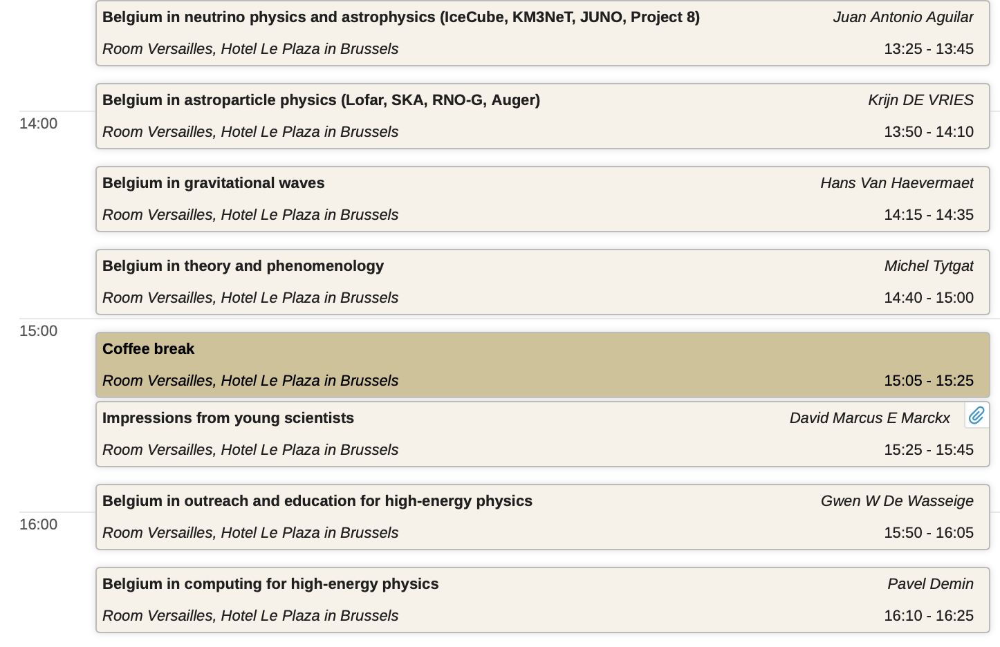 Belgium in neutrino physics and astrophysics (IceCube, KM3NeT, JUNO, Project 8) Juan Antonio Aguilar
Room Versailles, Hotel Le Plaza in Brussels 13:25 - 13:45
Belgium in astroparticle physics (Lofar, SKA, RNO-G, Auger) Krijn DE VRIES
14:00
Room Versailles, Hotel Le Plaza in Brussels 13:50 - 14:10
Belgium in gravitational waves Hans Van Haevermaet
Room Versailles, Hotel Le Plaza in Brussels 14:15 - 14:35
Belgium in theory and phenomenology Michel Tytgat
Room Versailles, Hotel Le Plaza in Brussels 14:40 - 15:00
15:00
Coffee break
Room Versailles, Hotel Le Plaza in Brussels 15:05 - 15:25
Impressions from young scientists David Marcus E Marckx
Room Versailles, Hotel Le Plaza in Brussels 15:25 - 15:45
Belgium in outreach and education for high-energy physics Gwen W De Wasseige
16:00
Room Versailles, Hotel Le Plaza in Brussels 15:50 - 16:05
Belgium in computing for high-energy physics Pavel Demin
Room Versailles, Hotel Le Plaza in Brussels 16:10 - 16:25